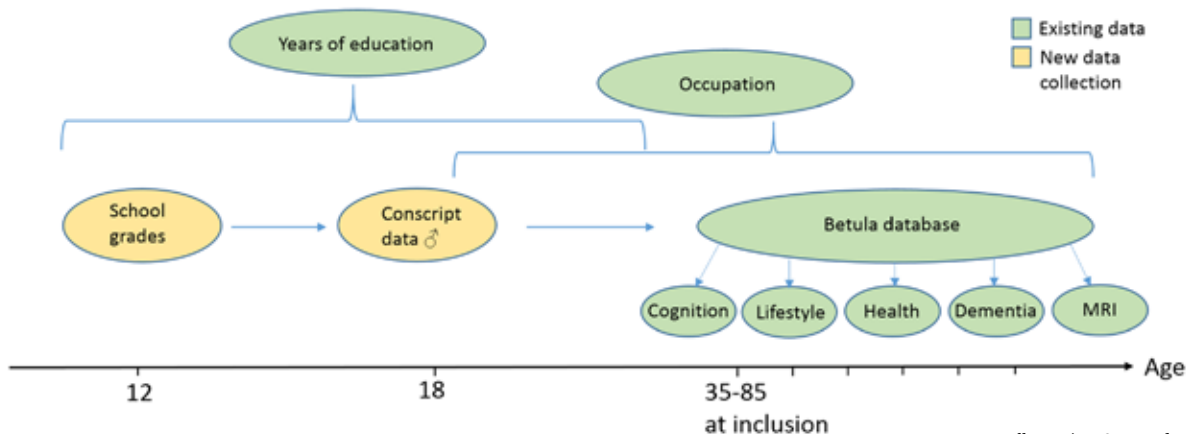 Years of education
Occupation
Existing data
New data
collection
School
grades
Conscript
data ♂
Betula database
Cognition
Lifestyle
Health
Dementia
MRI
Age
12
18
35-85
at inclusion